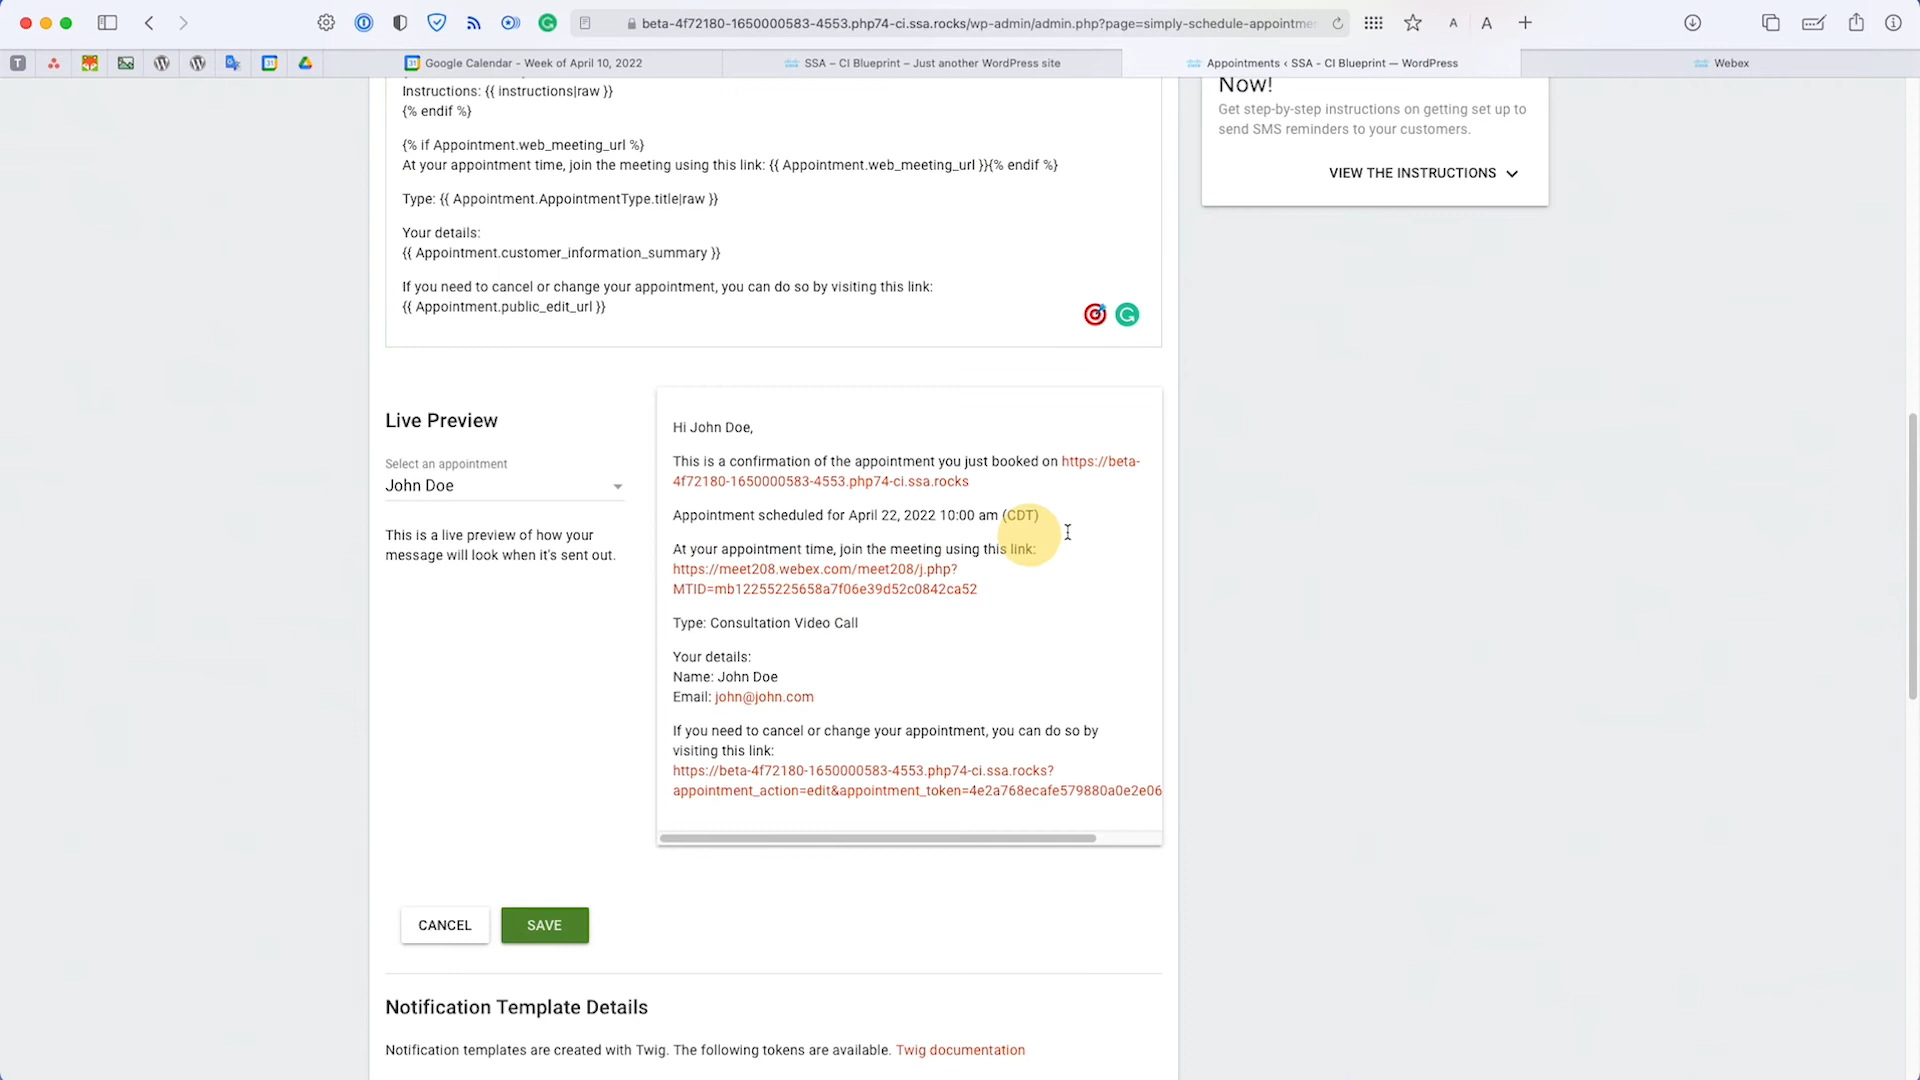 beta-4f72180-1650000583-4553.php74-ci.ssa.rocks/wp-admin/admin.php?page=simply-schedule-appointme
A A
T
Google Calendar - Week of April 10, 2022
SSA – CI Blueprint – Just another WordPress site
Appointments ‹ SSA - CI Blueprint — WordPress
Webex
Instructions: {{ instructions|raw }}
{% endif %}
{% if Appointment.web_meeting_url %}
At your appointment time, join the meeting using this link: {{ Appointment.web_meeting_url }}{% endif %}
Type: {{ Appointment.AppointmentType.title|raw }}
Your details:
{{ Appointment.customer_information_summary }}
If you need to cancel or change your appointment, you can do so by visiting this link:
{{ Appointment.public_edit_url }}
Now!
Get step-by-step instructions on getting set up to
send SMS reminders to your customers.
VIEW THE INSTRUCTIONS
Live Preview
Select an appointment
John Doe
This is a live preview of how your
message will look when it's sent out.
Hi John Doe,
This is a confirmation of the appointment you just booked on https://beta-
4f72180-1650000583-4553.php74-ci.ssa.rocks
Appointment scheduled for April 22, 2022 10:00 am (CDT)
At your appointment time, join the meeting using this link:
https://meet208.webex.com/meet208/j.php?
MTID=mb12255225658a7f06e39d52c0842ca52
Type: Consultation Video Call
Your details:
Name: John Doe
Email: john@john.com
If you need to cancel or change your appointment, you can do so by
visiting this link:
https://beta-4f72180-1650000583-4553.php74-ci.ssa.rocks?
appointment_action=edit&appointment_token=4e2a768ecafe579880a0e2e06
CANCEL
SAVE
Notification Template Details
Notification templates are created with Twig. The following tokens are available. Twig documentation